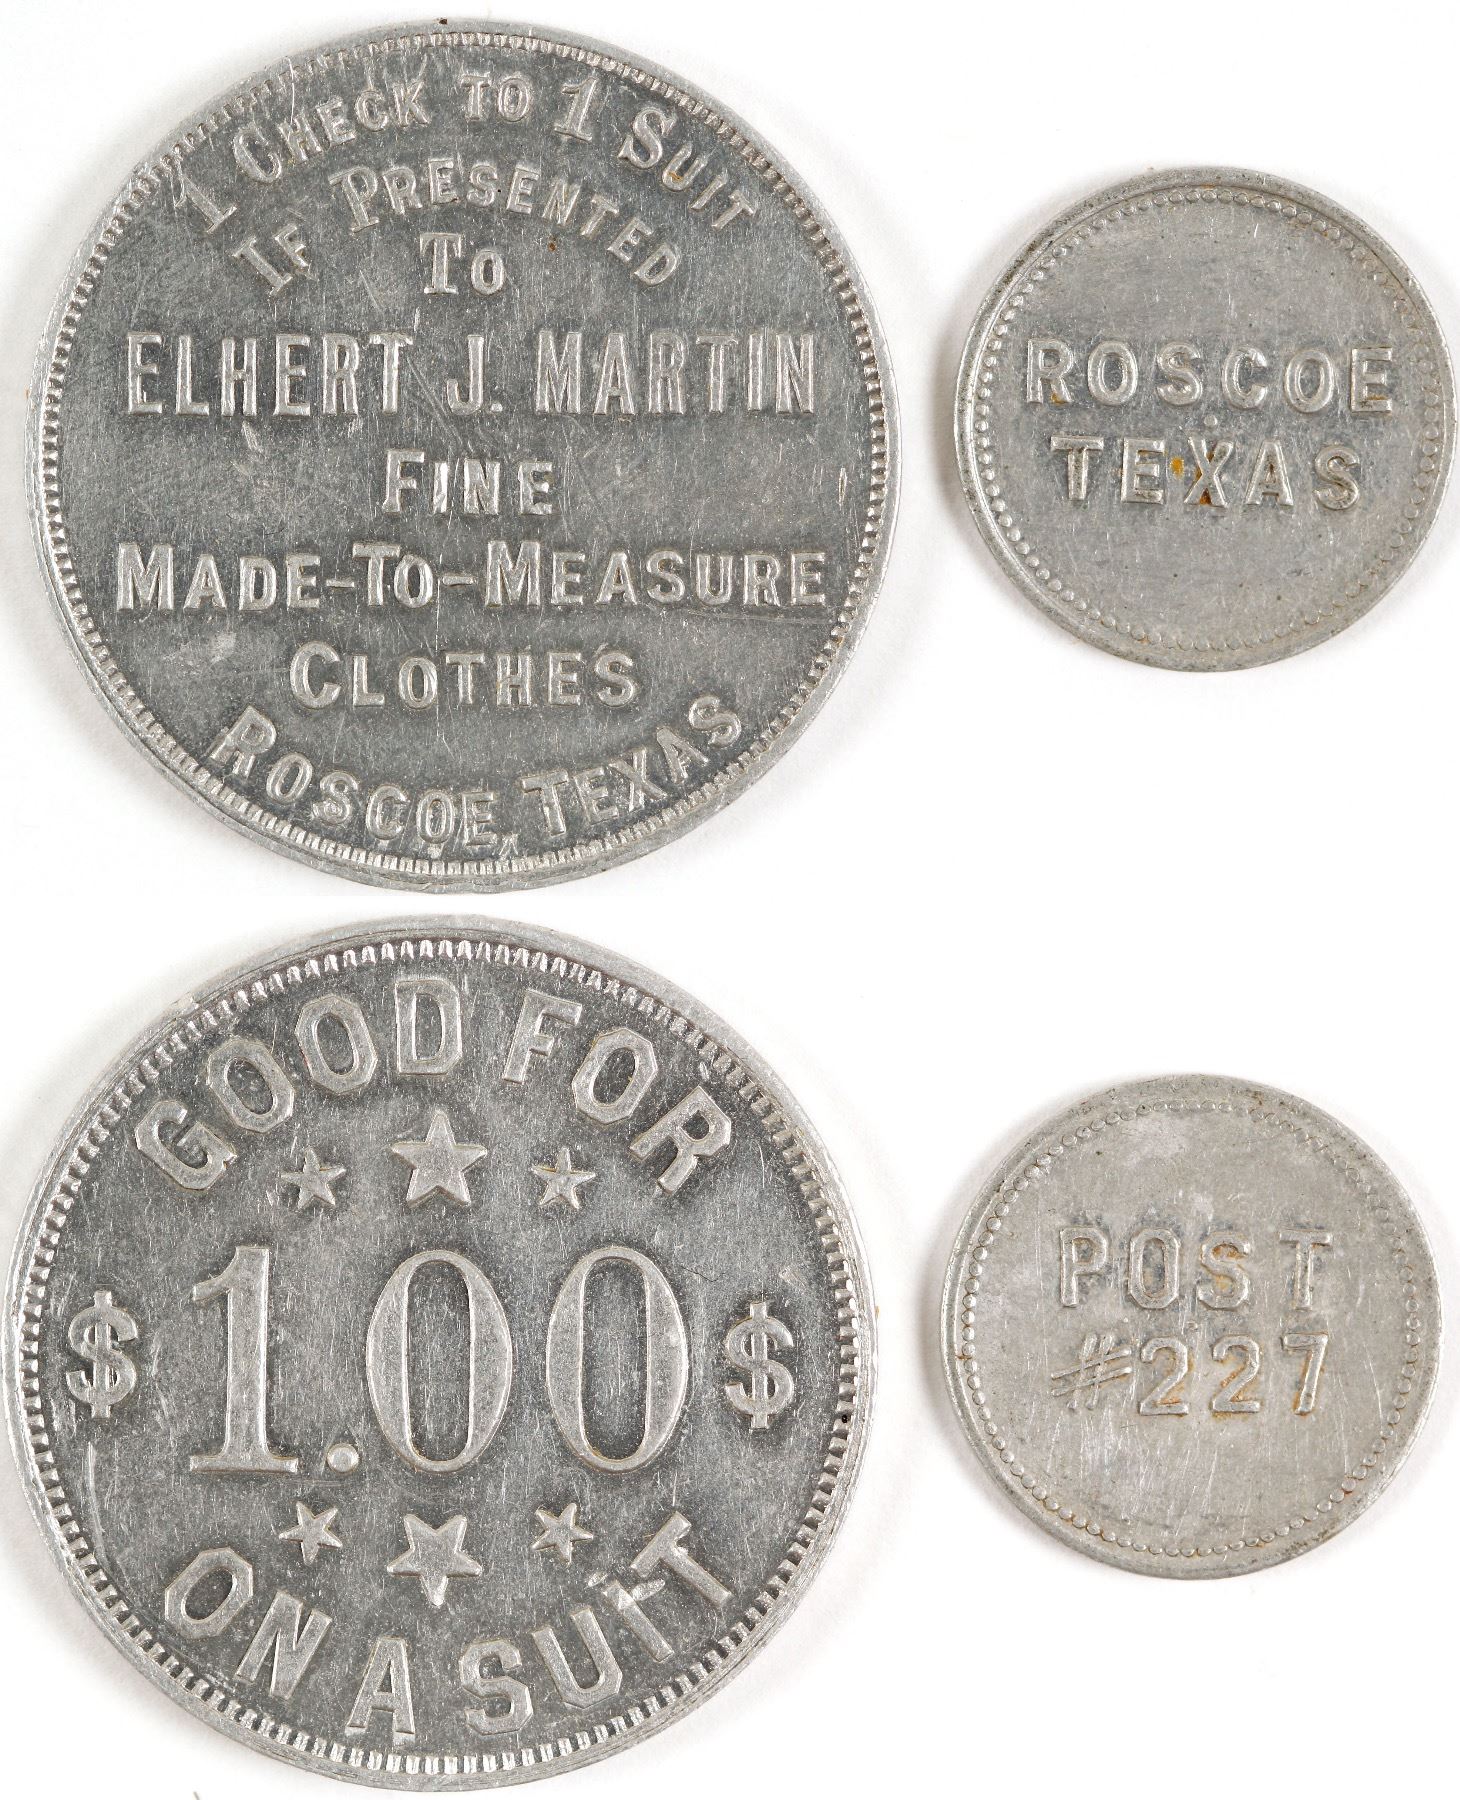 1 CHECK TO 1 SUIT
IF PRESENTED
TO
ELHERT J. MARTIN
FINE
MADE-TO-MEASURE
CLOTHES
ROSCOE, TEXAS
ROSCOE
TEXAS
GOOD FOR
$ 1.00 $
ON A SUIT
POST
#227